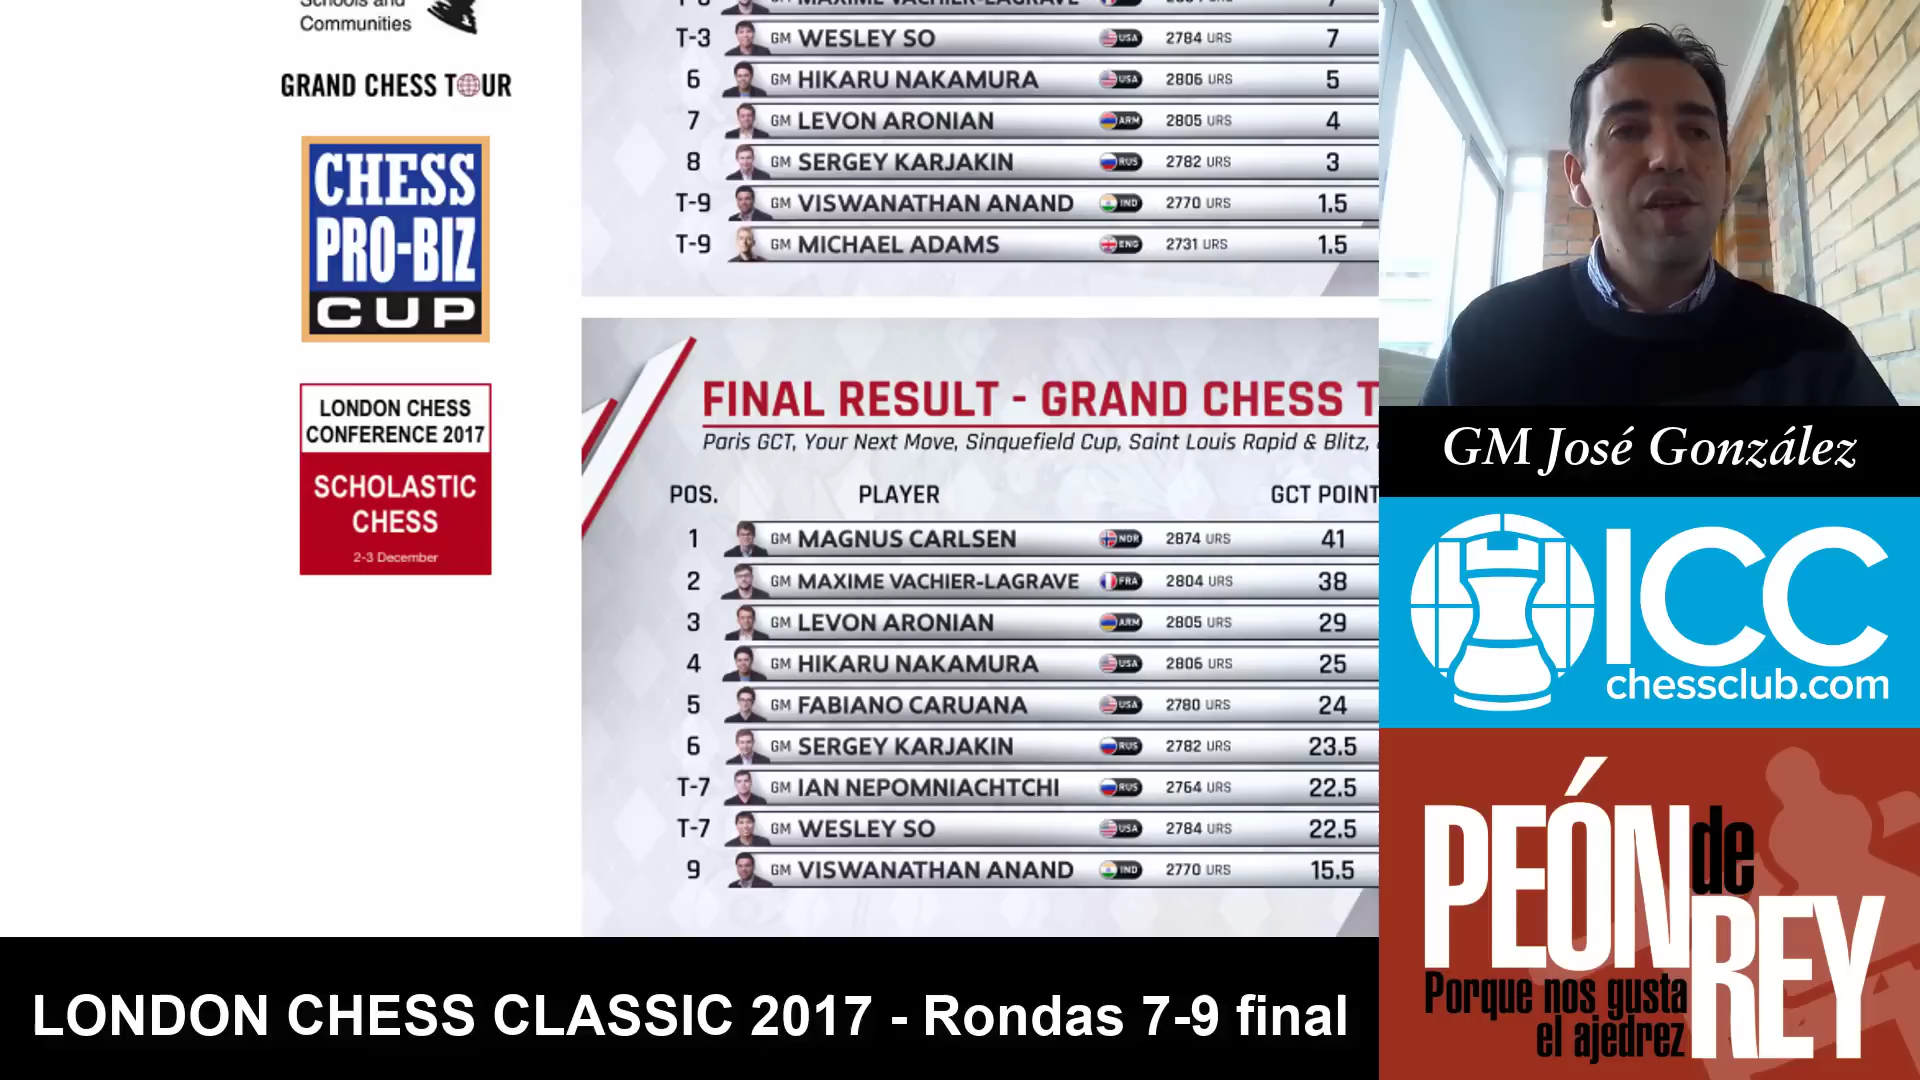 Schools and
Communities
GRAND CHESS TOUR
CHESS
PRO-BIZ
CUP
LONDON CHESS
CONFERENCE 2017
SCHOLASTIC
CHESS
2-3 December
MAXIME VACHIER-LAGRAVE
T-3 GM WESLEY SO USA 2784 URS 7
6 GM HIKARU NAKAMURA USA 2806 URS 5
7 GM LEVON ARONIAN ARM 2805 URS 4
8 GM SERGEY KARJAKIN RUS 2782 URS 3
T-9 GM VISWANATHAN ANAND IND 2770 URS 1.5
T-9 GM MICHAEL ADAMS ENG 2731 URS 1.5
FINAL RESULT - GRAND CHESS T
Paris GCT, Your Next Move, Sinquefield Cup, Saint Louis Rapid & Blitz,
POS. PLAYER GCT POINT
1 GM MAGNUS CARLSEN NOR 2874 URS 41
2 GM MAXIME VACHIER-LAGRAVE FRA 2804 URS 38
3 GM LEVON ARONIAN ARM 2805 URS 29
4 GM HIKARU NAKAMURA USA 2806 URS 25
5 GM FABIANO CARUANA USA 2780 URS 24
6 GM SERGEY KARJAKIN RUS 2782 URS 23.5
T-7 GM IAN NEPOMNIACHTCHI RUS 2764 URS 22.5
T-7 GM WESLEY SO USA 2784 URS 22.5
9 GM VISWANATHAN ANAND IND 2770 URS 15.5
GM José González
ICC
chessclub.com
PEÓN de
REY
Porque nos gusta
el ajedrez
LONDON CHESS CLASSIC 2017 - Rondas 7-9 final